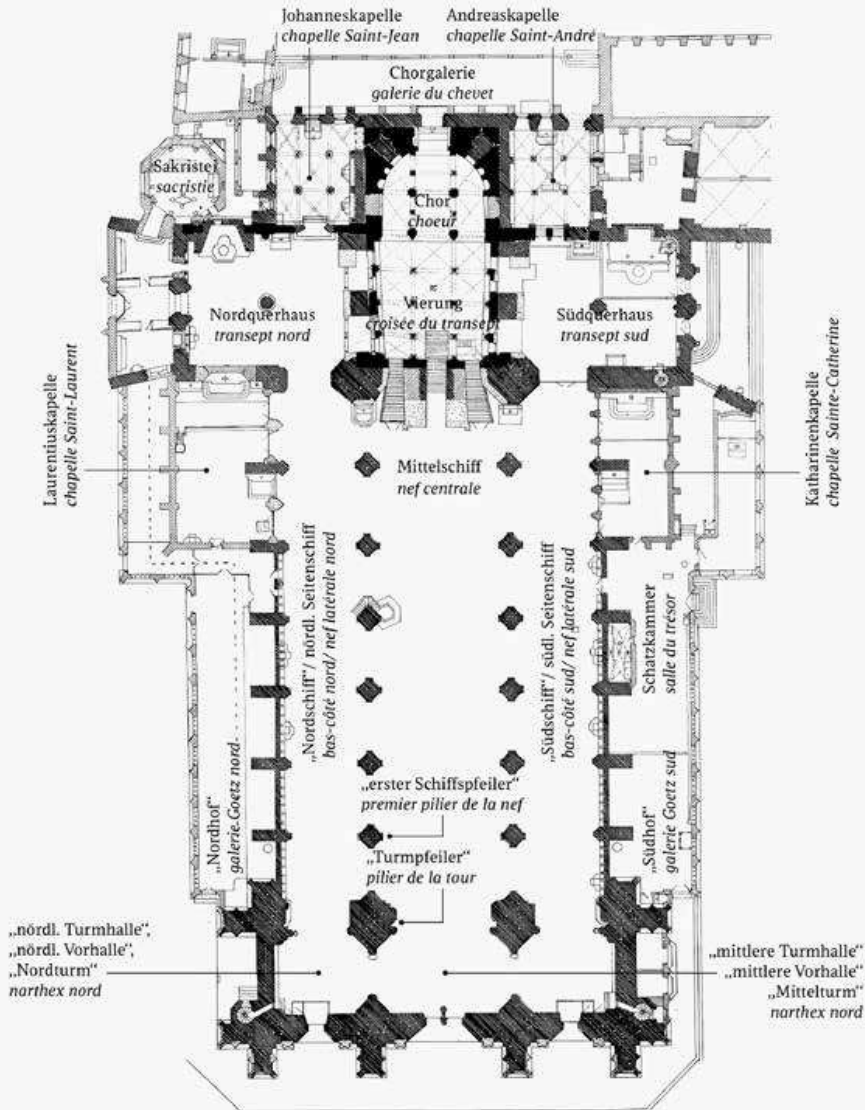 Johanneskapelle
chapelle Saint-Jean
Andreaskapelle
chapelle Saint-André
Chorgalerie
galerie du chevet
Sakristei
sacristie
Chor
choeur
Nordquerhaus
transept nord
Vierung
croisée du transept
Südquerhaus
transept sud
Laurentiuskapelle
chapelle Saint-Laurent
Mittelschiff
nef centrale
Katharinenkapelle
chapelle Sainte-Catherine
„Nordschiff“/ nördl. Seitenschiff
bas-côté nord/ nef latérale nord
„Südschiff“/ südl. Seitenschiff
bas-côté sud/ nef latérale sud
Schatzkammer
salle du trésor
„Nordhof“
galerie Goetz nord
„erster Schiffspfeiler“
premier pilier de la nef
„Südhof“
galerie Goetz sud
„Turmpfeiler“
pilier de la tour
„nördl. Turmhalle“,
„nördl. Vorhalle“,
„Nordturm“
narthex nord
„mittlere Turmhalle“
„mittlere Vorhalle“
„Mittelturm“
narthex nord